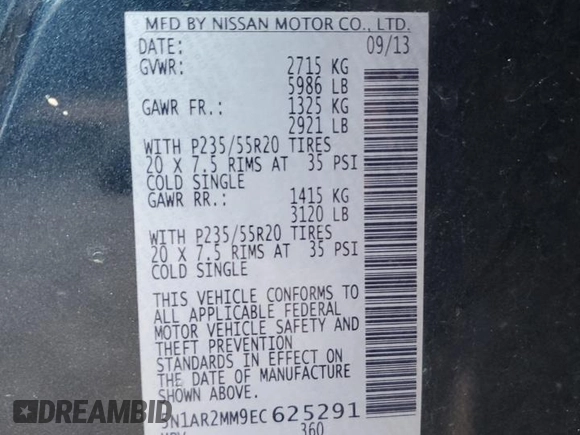 MFD BY NISSAN MOTOR CO., LTD.
DATE: 09/13
GVWR: 2715 KG
5986 LB
GAWR FR.: 1325 KG
2921 LB
WITH P235/55R20 TIRES
20 X 7.5 RIMS AT 35 PSI
COLD SINGLE
GAWR RR.: 1415 KG
3120 LB
WITH P235/55R20 TIRES
20 X 7.5 RIMS AT 35 PSI
COLD SINGLE
THIS VEHICLE CONFORMS TO
ALL APPLICABLE FEDERAL
MOTOR VEHICLE SAFETY AND
THEFT PREVENTION
STANDARDS IN EFFECT ON
THE DATE OF MANUFACTURE
SHOWN ABOVE.
5N1AR2MM9EC625291
MPV 360
AUTOHELPERBOT.COM